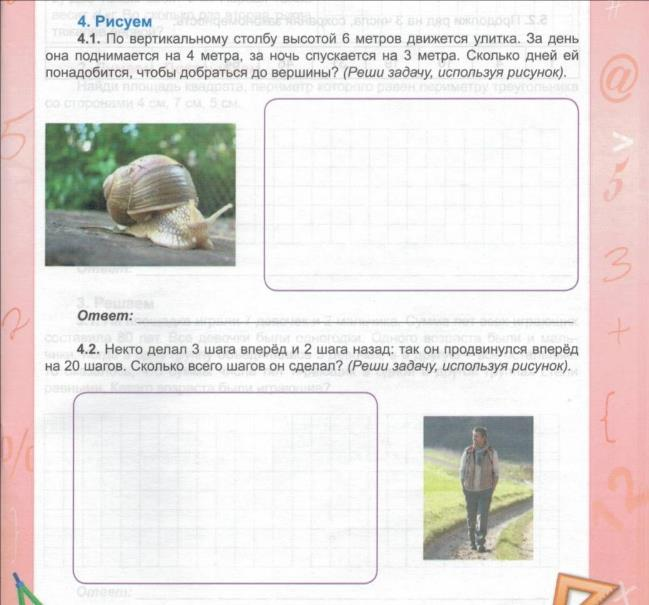 4. Рисуем
4.1. По вертикальному столбу высотой 6 метров движется улитка. За день
она поднимается на 4 метра, за ночь спускается на 3 метра. Сколько дней ей
понадобится, чтобы добраться до вершины? (Реши задачу, используя рисунок).
Ответ:
4.2. Некто делал 3 шага вперёд и 2 шага назад: так он продвинулся вперёд
на 20 шагов. Сколько всего шагов он сделал? (Реши задачу, используя рисунок).
Ответ: